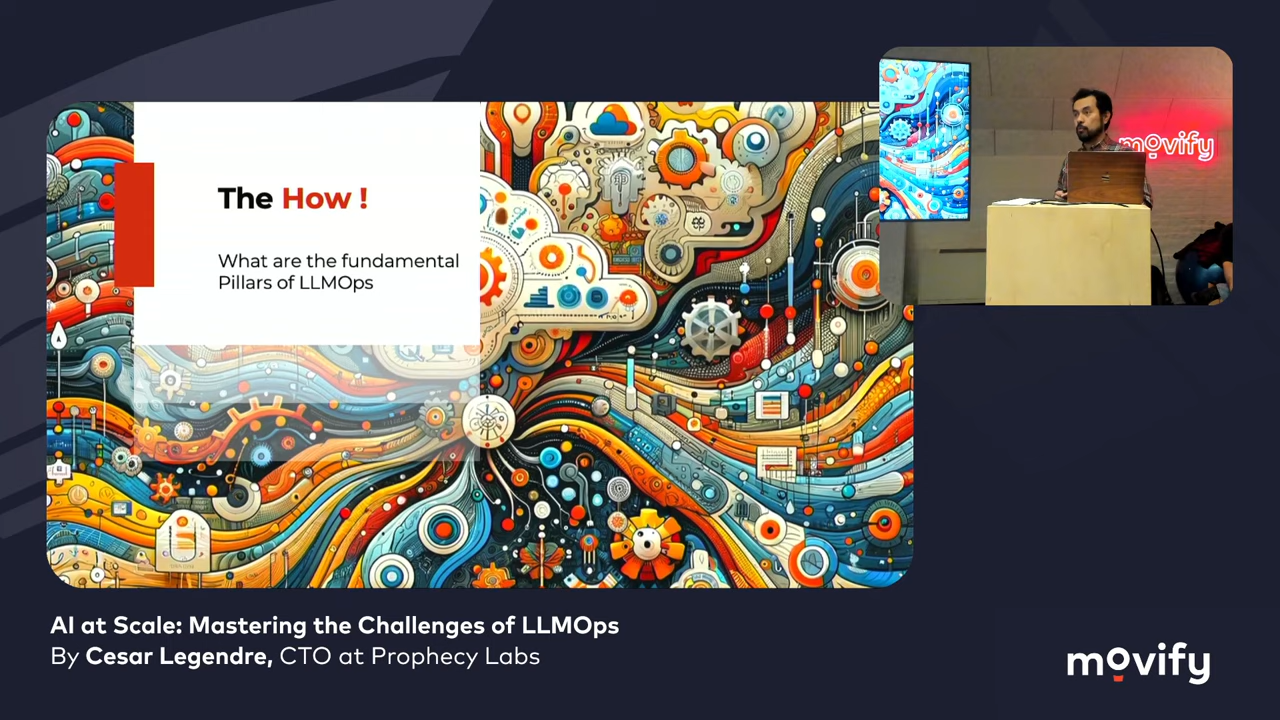 The How !
What are the fundamental
Pillars of LLMOps
movify
AI at Scale: Mastering the Challenges of LLMOps
By Cesar Legendre, CTO at Prophecy Labs
movify